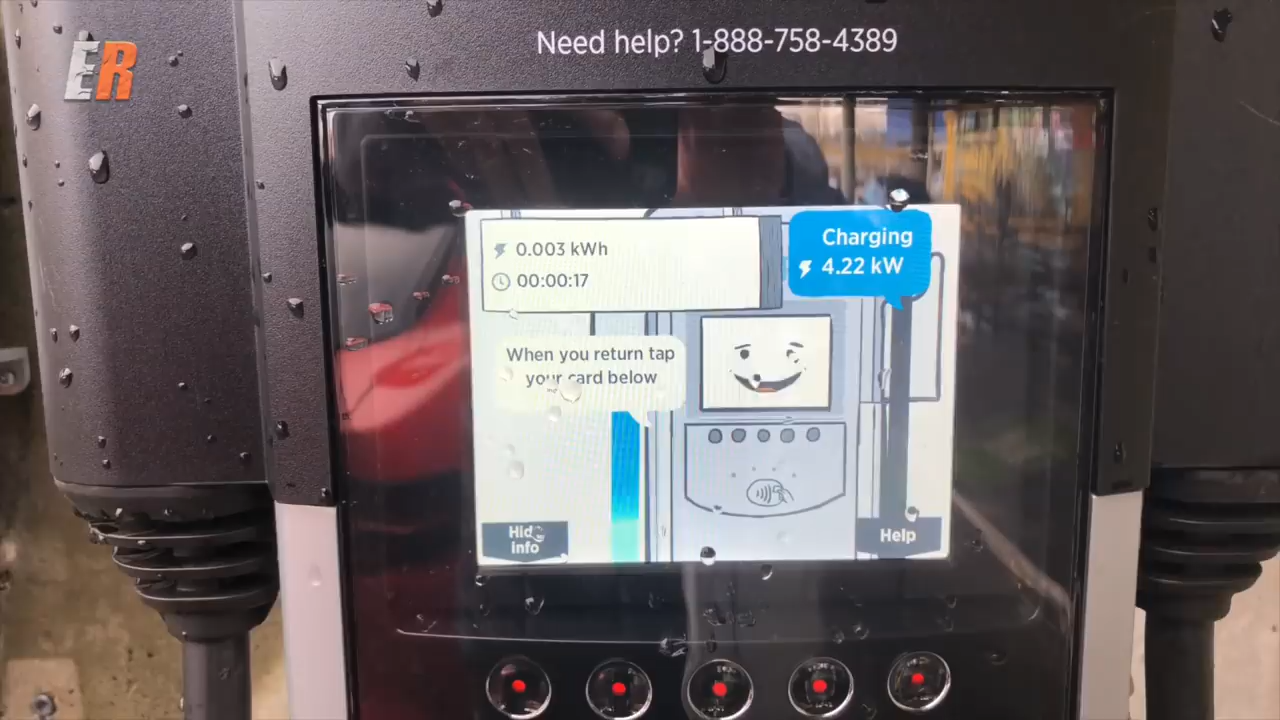 ER
Need help? 1-888-758-4389
0.003 kWh
00:00:17
Charging
4.22 kW
When you return tap
your card below
Hide
info
Help